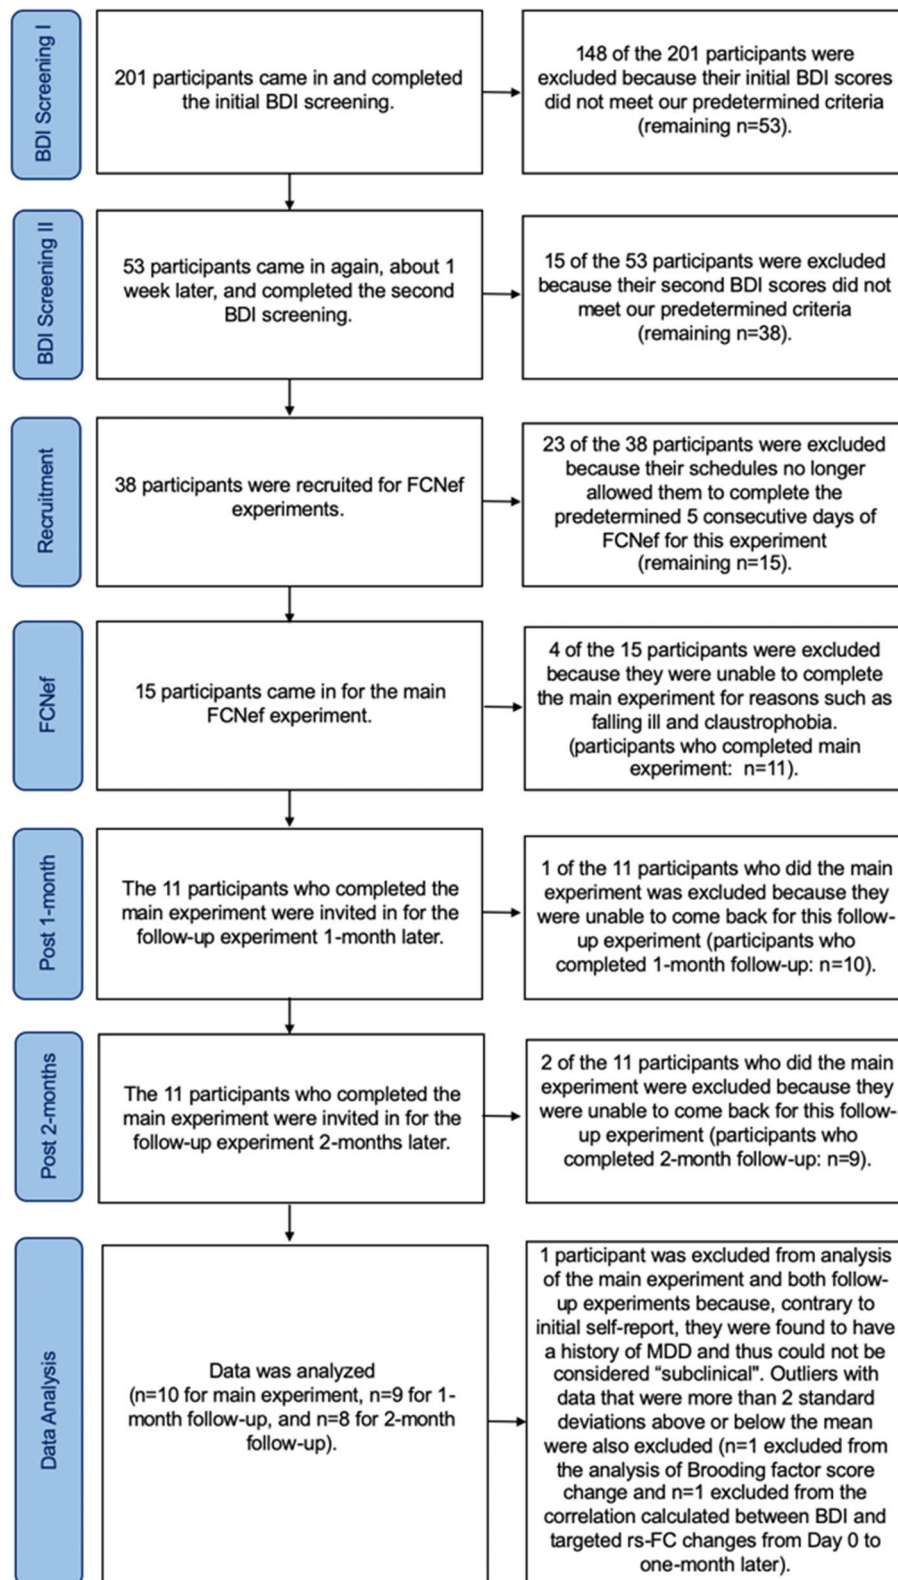 BDI Screening I
201 participants came in and completed
the initial BDI screening.
148 of the 201 participants were
excluded because their initial BDI scores
did not meet our predetermined criteria
(remaining n=53).
BDI Screening II
53 participants came in again, about 1
week later, and completed the second
BDI screening.
15 of the 53 participants were excluded
because their second BDI scores did not
meet our predetermined criteria
(remaining n=38).
Recruitment
38 participants were recruited for FCNef
experiments.
23 of the 38 participants were excluded
because their schedules no longer
allowed them to complete the
predetermined 5 consecutive days of
FCNef for this experiment
(remaining n=15).
FCNef
15 participants came in for the main
FCNef experiment.
4 of the 15 participants were excluded
because they were unable to complete
the main experiment for reasons such as
falling ill and claustrophobia.
(participants who completed main
experiment: n=11).
Post 1-month
The 11 participants who completed the
main experiment were invited in for the
follow-up experiment 1-month later.
1 of the 11 participants who did the main
experiment was excluded because they
were unable to come back for this follow-
up experiment (participants who
completed 1-month follow-up: n=10).
Post 2-months
The 11 participants who completed the
main experiment were invited in for the
follow-up experiment 2-months later.
2 of the 11 participants who did the main
experiment were excluded because they
were unable to come back for this follow-
up experiment (participants who
completed 2-month follow-up: n=9).
Data Analysis
Data was analyzed
(n=10 for main experiment, n=9 for 1-
month follow-up, and n=8 for 2-month
follow-up).
1 participant was excluded from analysis
of the main experiment and both follow-
up experiments because, contrary to
initial self-report, they were found to have
a history of MDD and thus could not be
considered “subclinical". Outliers with
data that were more than 2 standard
deviations above or below the mean
were also excluded (n=1 excluded from
the analysis of Brooding factor score
change and n=1 excluded from the
correlation calculated between BDI and
targeted rs-FC changes from Day 0 to
one-month later).